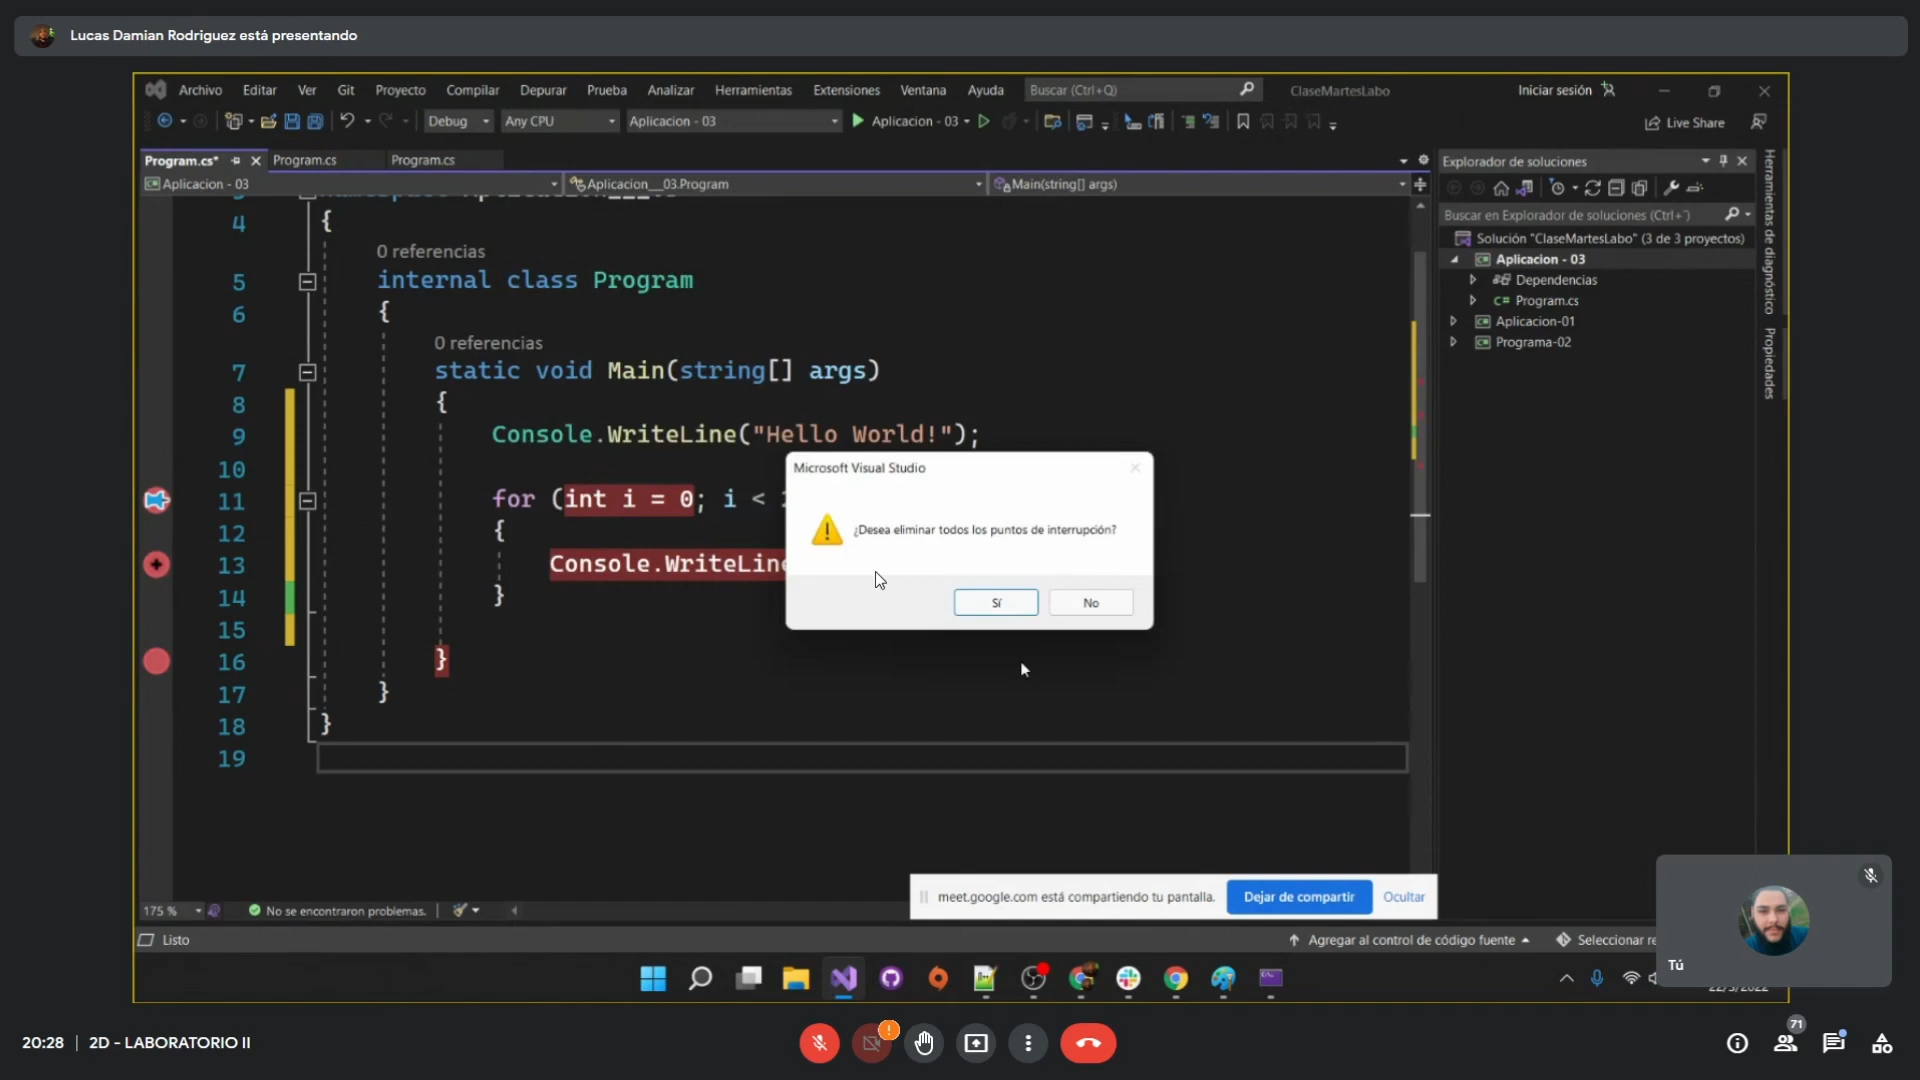 Lucas Damian Rodriguez está presentando
Archivo Editar Ver Git Proyecto Compilar Depurar Prueba Analizar Herramientas Extensiones Ventana Ayuda Buscar (Ctrl+Q) ClaseMartesLabo Iniciar sesión
Debug Any CPU Aplicacion - 03 Aplicacion - 03 Live Share
Program.cs* Program.cs Program.cs
Aplicacion - 03 Aplicacion__03.Program Main(string[] args)
4 {
0 referencias
5 internal class Program
6 {
0 referencias
7 static void Main(string[] args)
8 {
9 Console.WriteLine("Hello World!");
10
11 for (int i = 0; i <
12 {
13 Console.WriteLine
14 }
15
16 }
17 }
18 }
19
Microsoft Visual Studio
¿Desea eliminar todos los puntos de interrupción?
Sí No
Explorador de soluciones
Buscar en Explorador de soluciones (Ctrl+´)
Solución "ClaseMartesLabo" (3 de 3 proyectos)
Aplicacion - 03
Dependencias
C# Program.cs
Aplicacion-01
Programa-02
Herramientas de diagnóstico
Propiedades
meet.google.com está compartiendo tu pantalla. Dejar de compartir Ocultar
175 % No se encontraron problemas.
Listo Agregar al control de código fuente Seleccionar
Tú
20:28 | 2D - LABORATORIO II
71